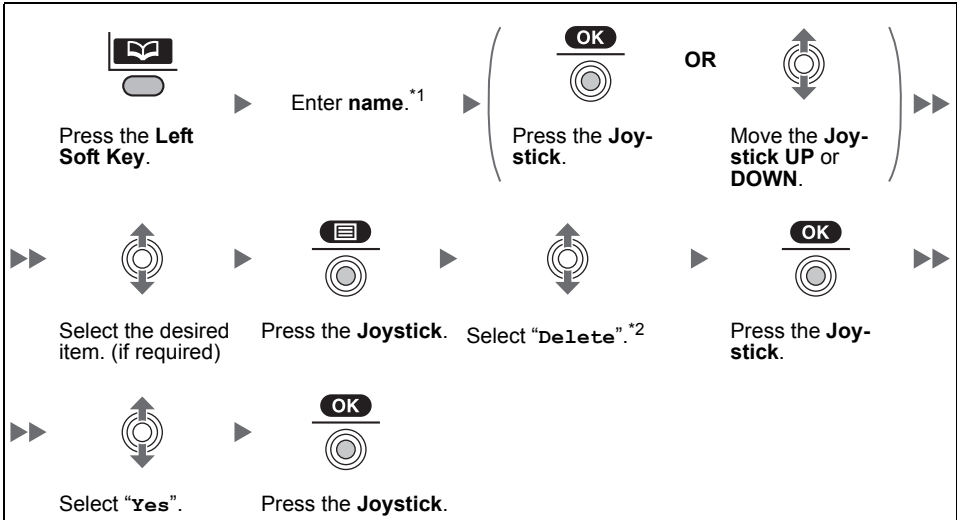 OK
OR
Enter name.*1
Press the Left
Soft Key.
Press the Joy-
stick.
Move the Joy-
stick UP or
DOWN.
OK
Select the desired
item. (if required)
Press the Joystick.
Select “Delete”.*2
Press the Joy-
stick.
OK
Select “Yes”.
Press the Joystick.